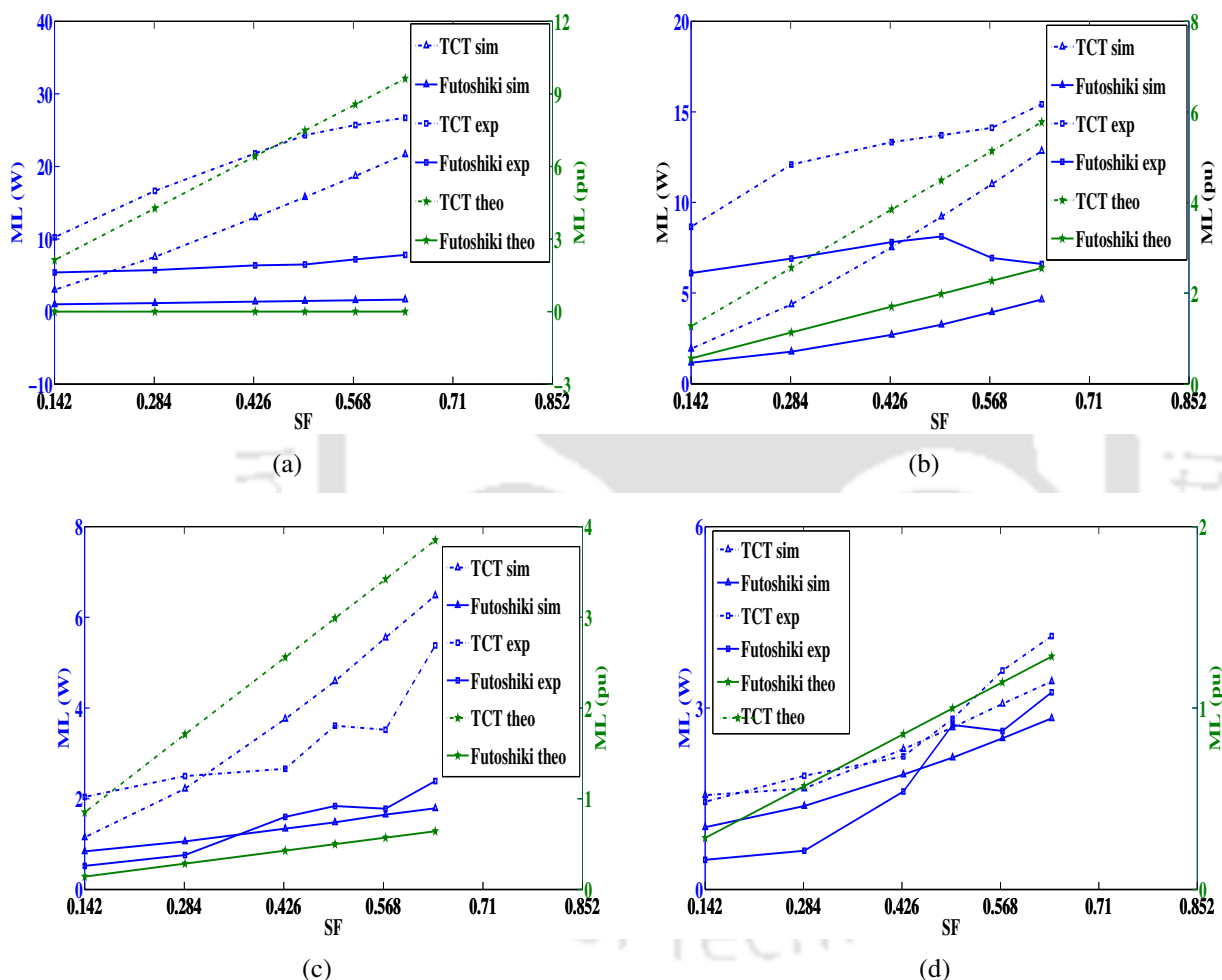 40
30
20
10
0
−10
ML (W)
12
9
6
3
0
−3
ML (pu)
TCT sim
Futoshiki sim
TCT exp
Futoshiki exp
TCT theo
Futoshiki theo
0.142 0.284 0.426 0.568 0.71 0.852
SF
(a)
20
15
10
5
0
ML (W)
8
6
4
2
0
ML (pu)
TCT sim
Futoshiki sim
TCT exp
Futoshiki exp
TCT theo
Futoshiki theo
0.142 0.284 0.426 0.568 0.71 0.852
SF
(b)
8
6
4
2
0
ML (W)
4
3
2
1
0
ML (pu)
TCT sim
Futoshiki sim
TCT exp
Futoshiki exp
TCT theo
Futoshiki theo
0.142 0.284 0.426 0.568 0.71 0.852
SF
(c)
6
3
0
ML (W)
2
1
0
ML (pu)
TCT sim
Futoshiki sim
TCT exp
Futoshiki exp
Futoshiki theo
TCT theo
0.142 0.284 0.426 0.568 0.71 0.852
SF
(d)